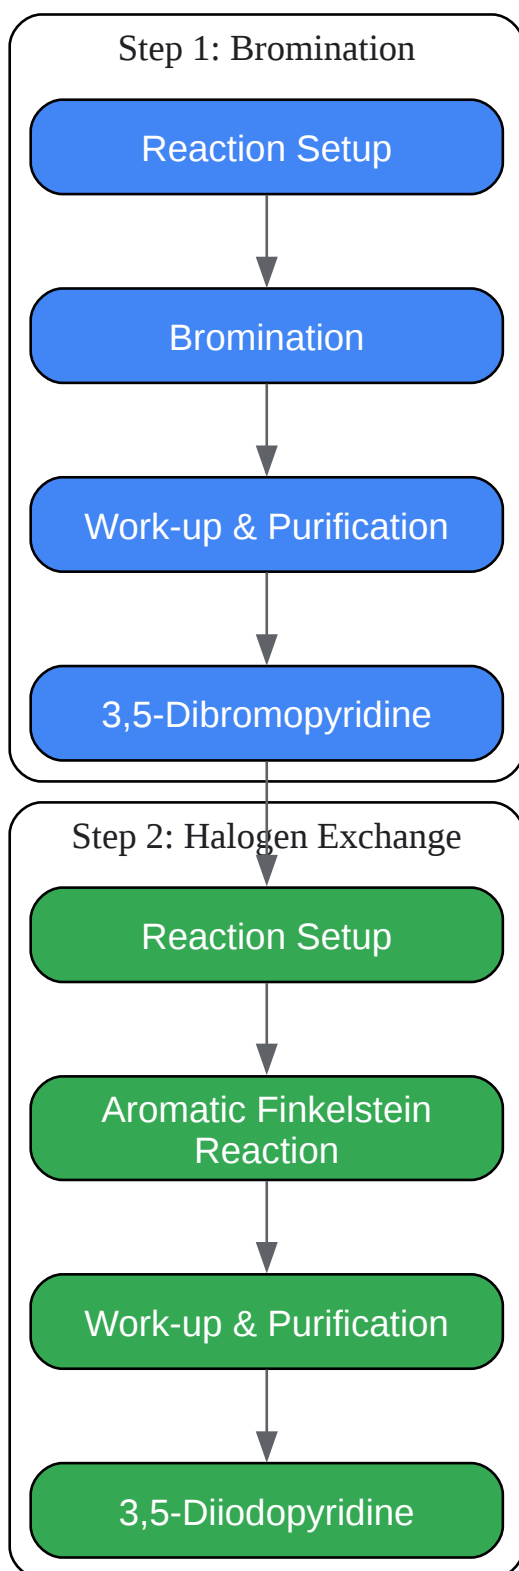 Step 1: Bromination
Reaction Setup
Bromination
Work-up & Purification
3,5-Dibromopyridine
Step 2: Halogen Exchange
Reaction Setup
Aromatic Finkelstein
Reaction
Work-up & Purification
3,5-Diiodopyridine